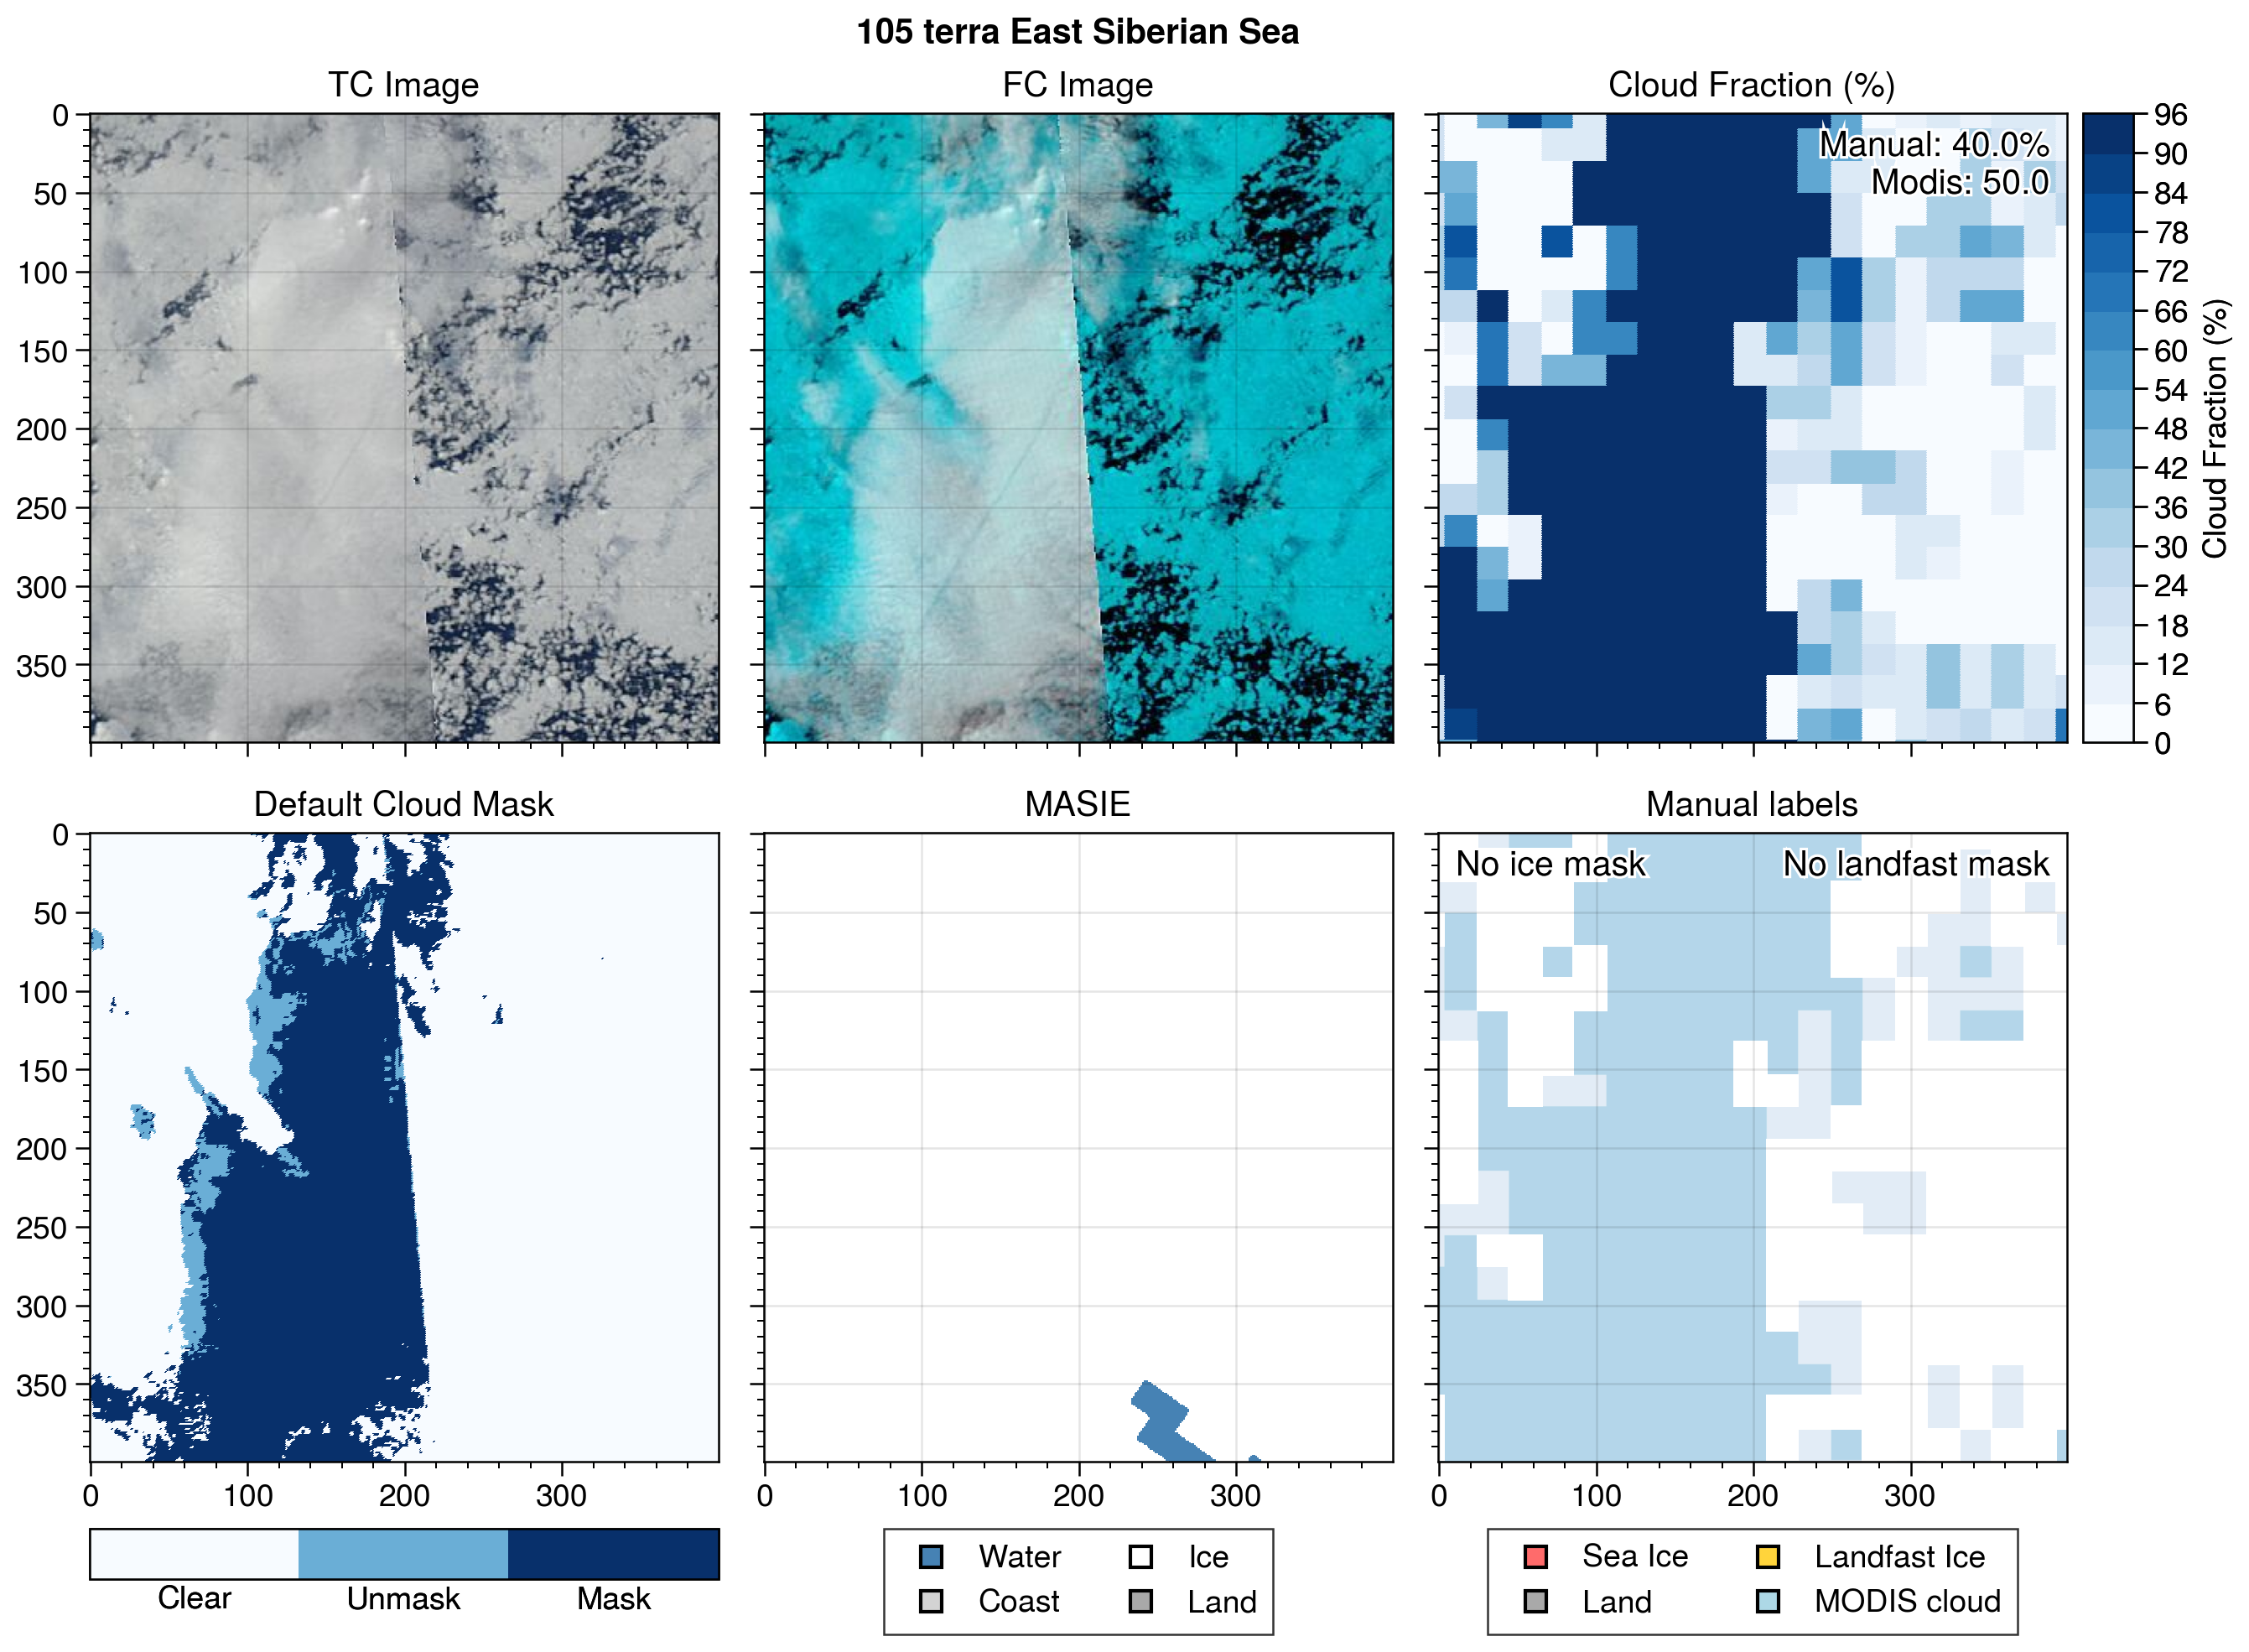 105 terra East Siberian Sea
TC Image
FC Image
Cloud Fraction (%)
0
50
100
150
200
250
300
350
Manual: 40.0%
Modis: 50.0
96
90
84
78
72
66
60
54
48
42
36
30
24
18
12
6
0
Cloud Fraction (%)
Default Cloud Mask
MASIE
Manual labels
0
50
100
150
200
250
300
350
No ice mask
No landfast mask
0 100 200 300
0 100 200 300
0 100 200 300
Clear Unmask Mask
Water Ice
Coast Land
Sea Ice Landfast Ice
Land MODIS cloud